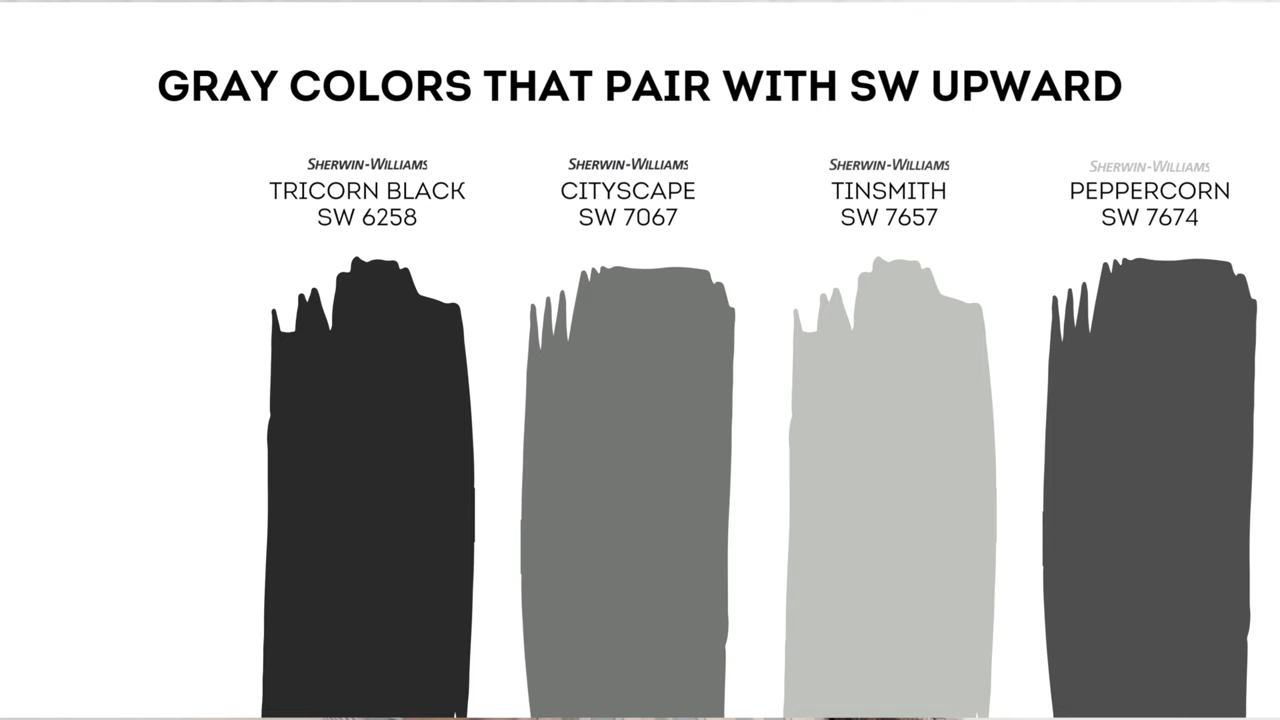 GRAY COLORS THAT PAIR WITH SW UPWARD
SHERWIN-WILLIAMS
TRICORN BLACK
SW 6258
SHERWIN-WILLIAMS
CITYSCAPE
SW 7067
SHERWIN-WILLIAMS
TINSMITH
SW 7657
SHERWIN-WILLIAMS
PEPPERCORN
SW 7674